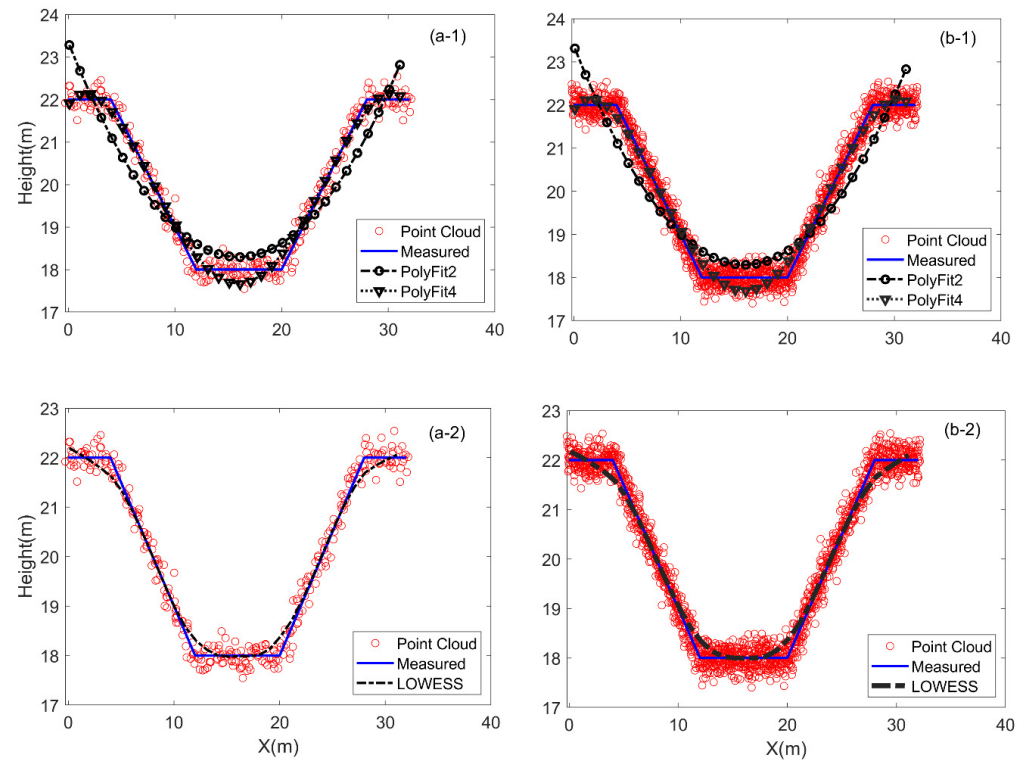 24
23
22
21
20
19
18
17
Height(m)
0
10
20
30
40
(a-1)
Point Cloud
Measured
PolyFit2
PolyFit4
24
23
22
21
20
19
18
17
0
10
20
30
40
(b-1)
Point Cloud
Measured
PolyFit2
PolyFit4
23
22
21
20
19
18
17
Height(m)
0
10
20
30
40
X(m)
(a-2)
Point Cloud
Measured
LOWESS
23
22
21
20
19
18
17
0
10
20
30
40
X(m)
(b-2)
Point Cloud
Measured
LOWESS